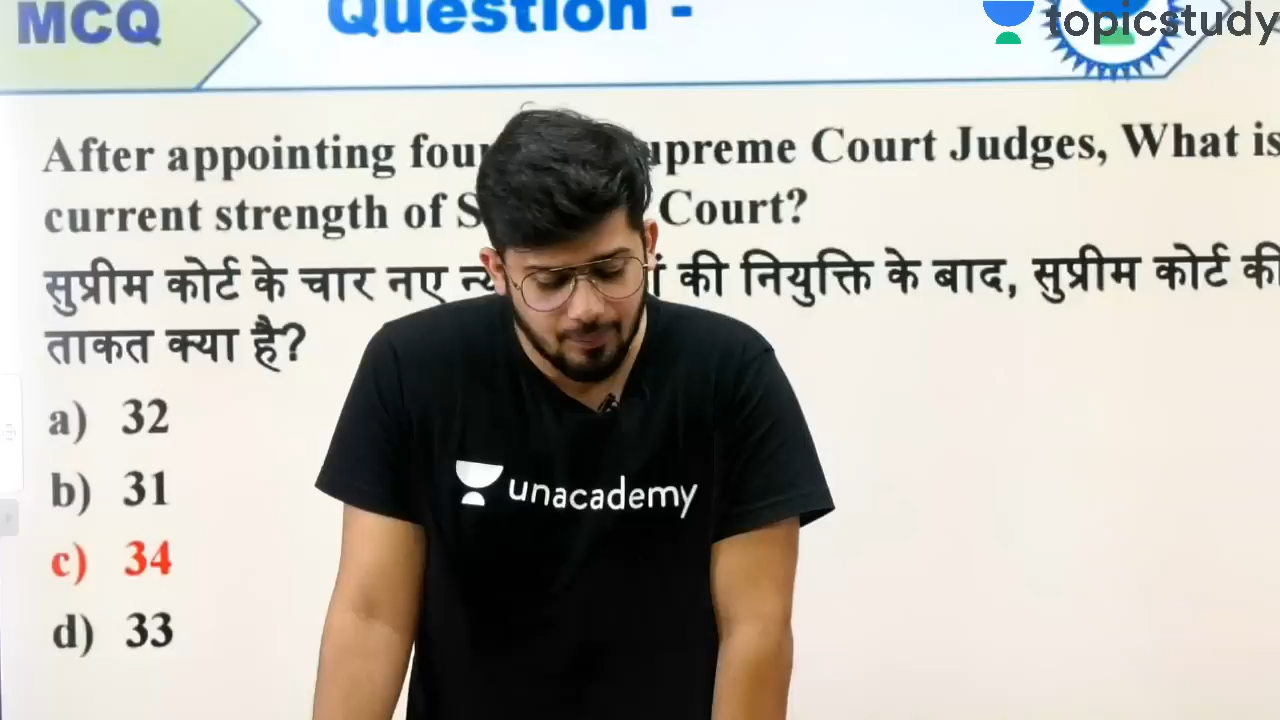 MCQ
Question -
topicstudy
After appointing four upreme Court Judges, What is
current strength of S Court?
सुप्रीम कोर्ट के चार नए की नियुक्ति के बाद, सुप्रीम कोर्ट की
ताकत क्या है?
a) 32
b) 31
c) 34
d) 33
unacademy